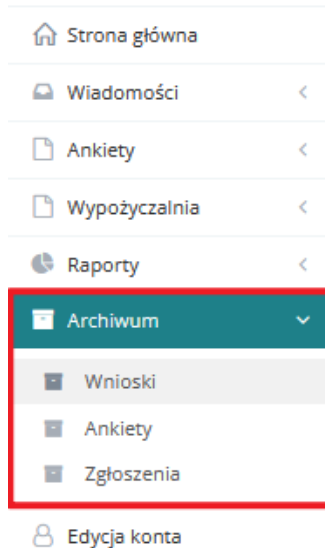 Strona główna
Wiadomości
Ankiety
Wypożyczalnia
Raporty
Archiwum
Wnioski
Ankiety
Zgłoszenia
Edycja konta